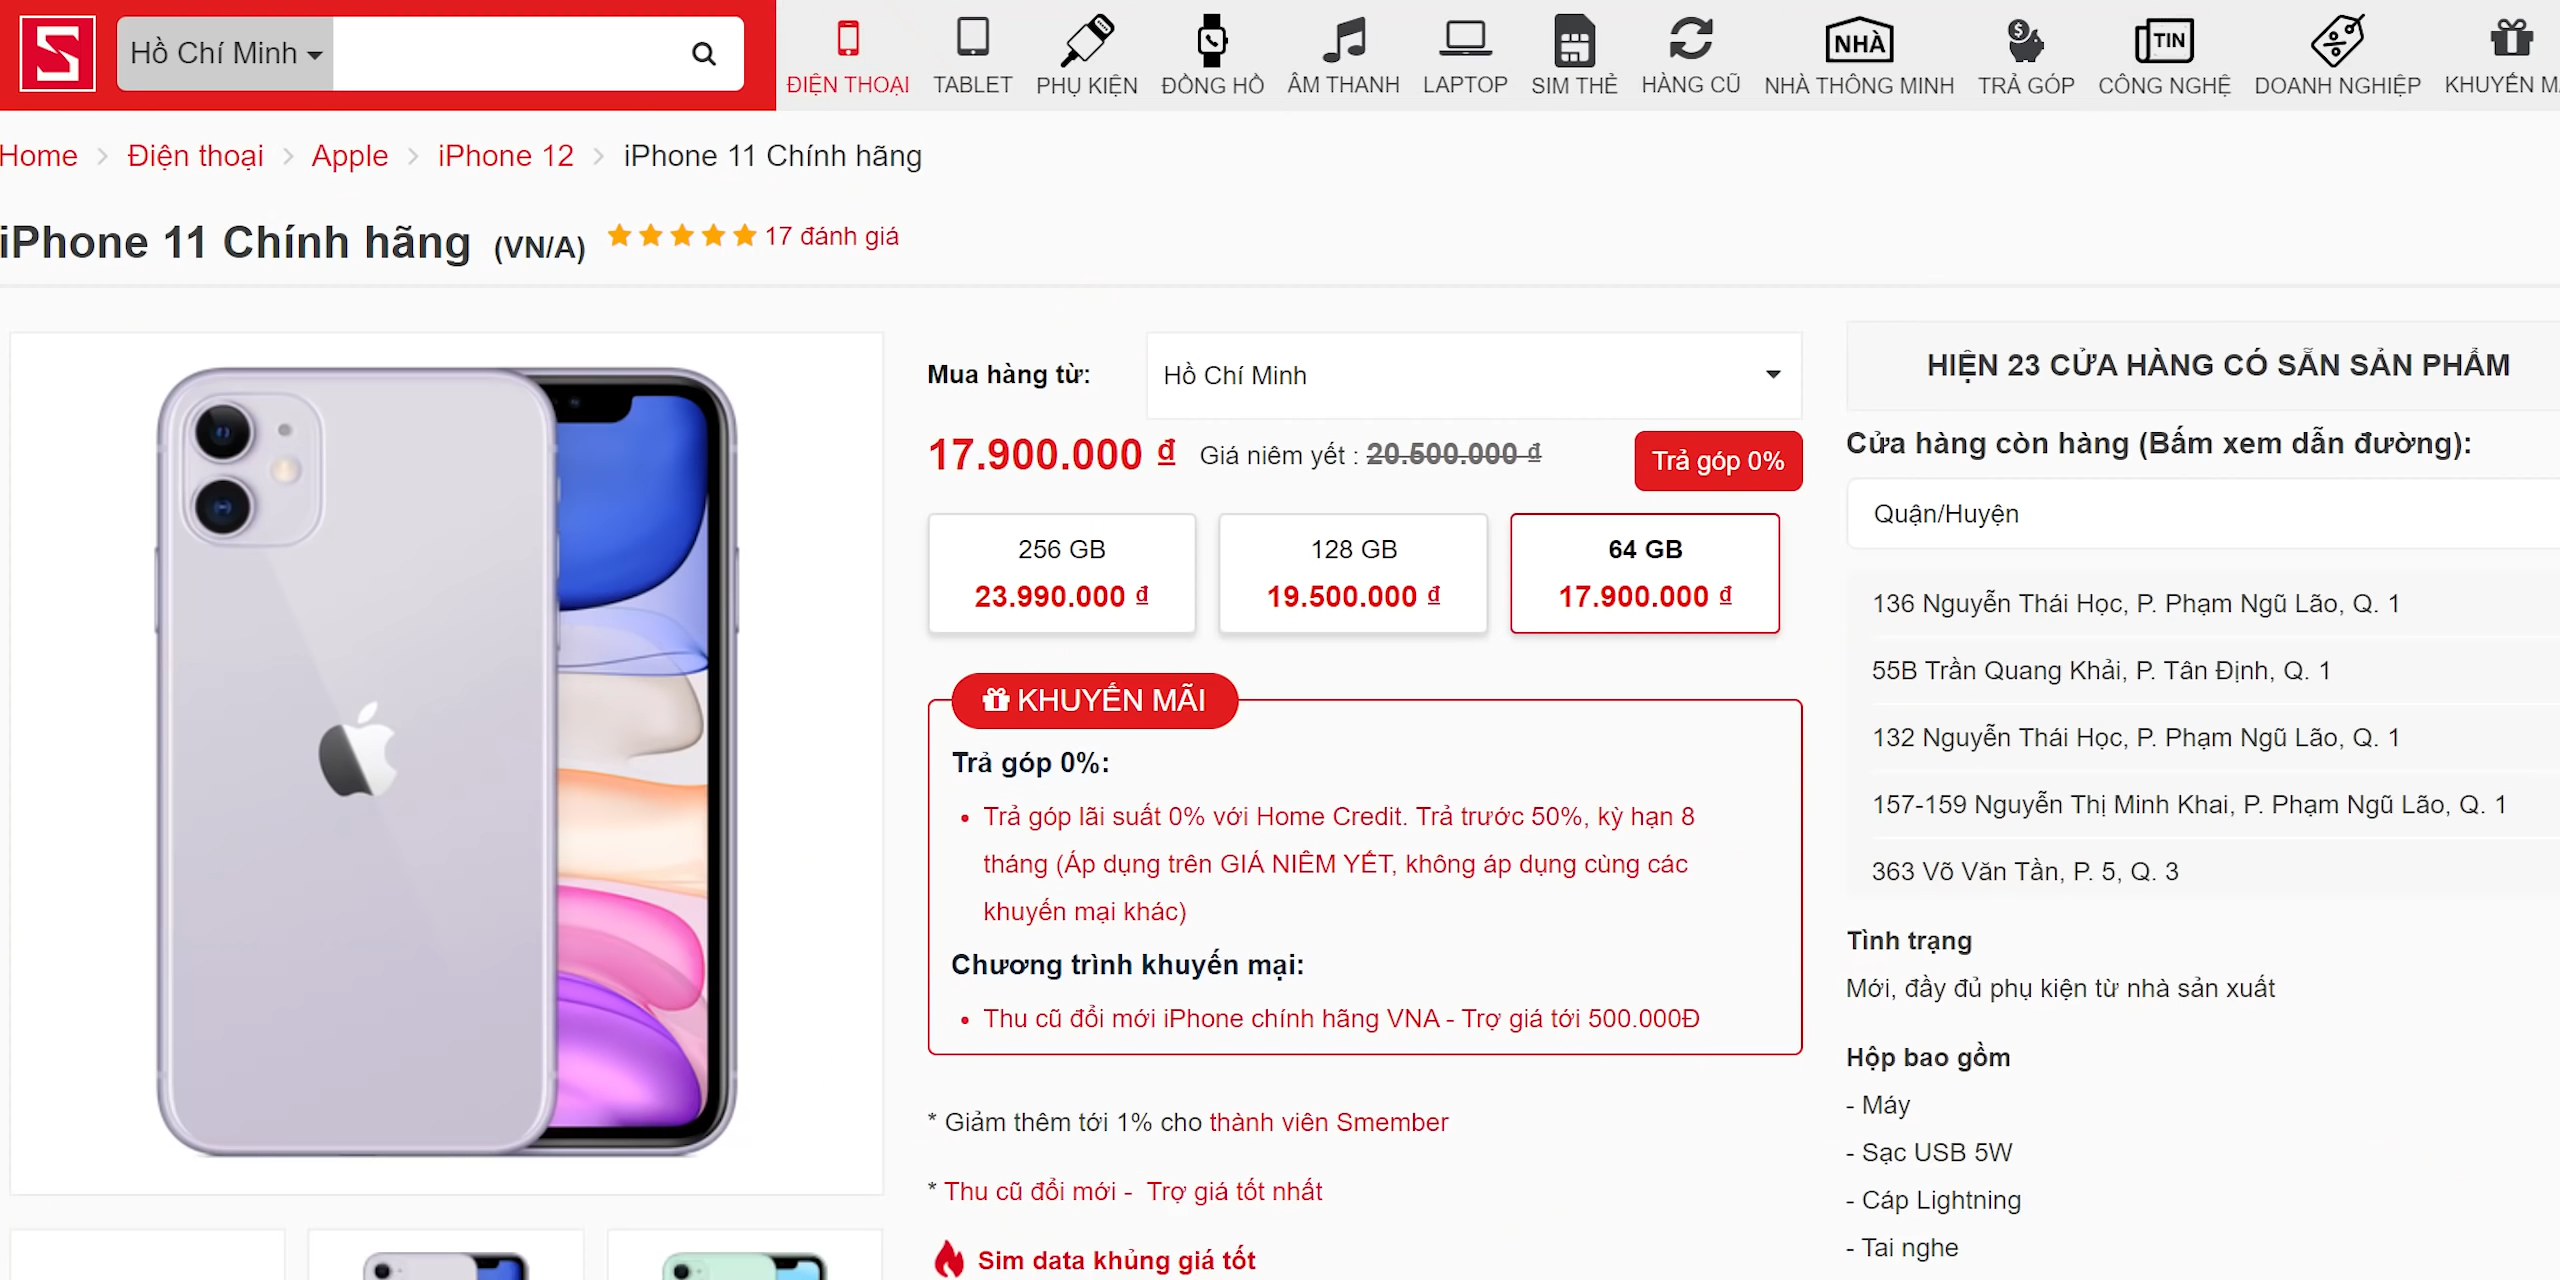 Hồ Chí Minh
ĐIỆN THOẠI
TABLET
PHỤ KIỆN
ĐỒNG HỒ
ÂM THANH
LAPTOP
SIM THẺ
HÀNG CŨ
NHÀ
NHÀ THÔNG MINH
TRẢ GÓP
TIN
CÔNG NGHỆ
DOANH NGHIỆP
KHUYẾN M
Home > Điện thoại > Apple > iPhone 12 > iPhone 11 Chính hãng
iPhone 11 Chính hãng (VN/A) 17 đánh giá
Mua hàng từ: Hồ Chí Minh
17.900.000 ₫ Giá niêm yết : 20.500.000 ₫ Trả góp 0%
256 GB
23.990.000 ₫
128 GB
19.500.000 ₫
64 GB
17.900.000 ₫
KHUYẾN MÃI
Trả góp 0%:
• Trả góp lãi suất 0% với Home Credit. Trả trước 50%, kỳ hạn 8
tháng (Áp dụng trên GIÁ NIÊM YẾT, không áp dụng cùng các
khuyến mại khác)
Chương trình khuyến mại:
• Thu cũ đổi mới iPhone chính hãng VNA - Trợ giá tới 500.000Đ
* Giảm thêm tới 1% cho thành viên Smember
* Thu cũ đổi mới - Trợ giá tốt nhất
Sim data khủng giá tốt
HIỆN 23 CỬA HÀNG CÓ SẴN SẢN PHẨM
Cửa hàng còn hàng (Bấm xem dẫn đường):
Quận/Huyện
136 Nguyễn Thái Học, P. Phạm Ngũ Lão, Q. 1
55B Trần Quang Khải, P. Tân Định, Q. 1
132 Nguyễn Thái Học, P. Phạm Ngũ Lão, Q. 1
157-159 Nguyễn Thị Minh Khai, P. Phạm Ngũ Lão, Q. 1
363 Võ Văn Tần, P. 5, Q. 3
Tình trạng
Mới, đầy đủ phụ kiện từ nhà sản xuất
Hộp bao gồm
- Máy
- Sạc USB 5W
- Cáp Lightning
- Tai nghe